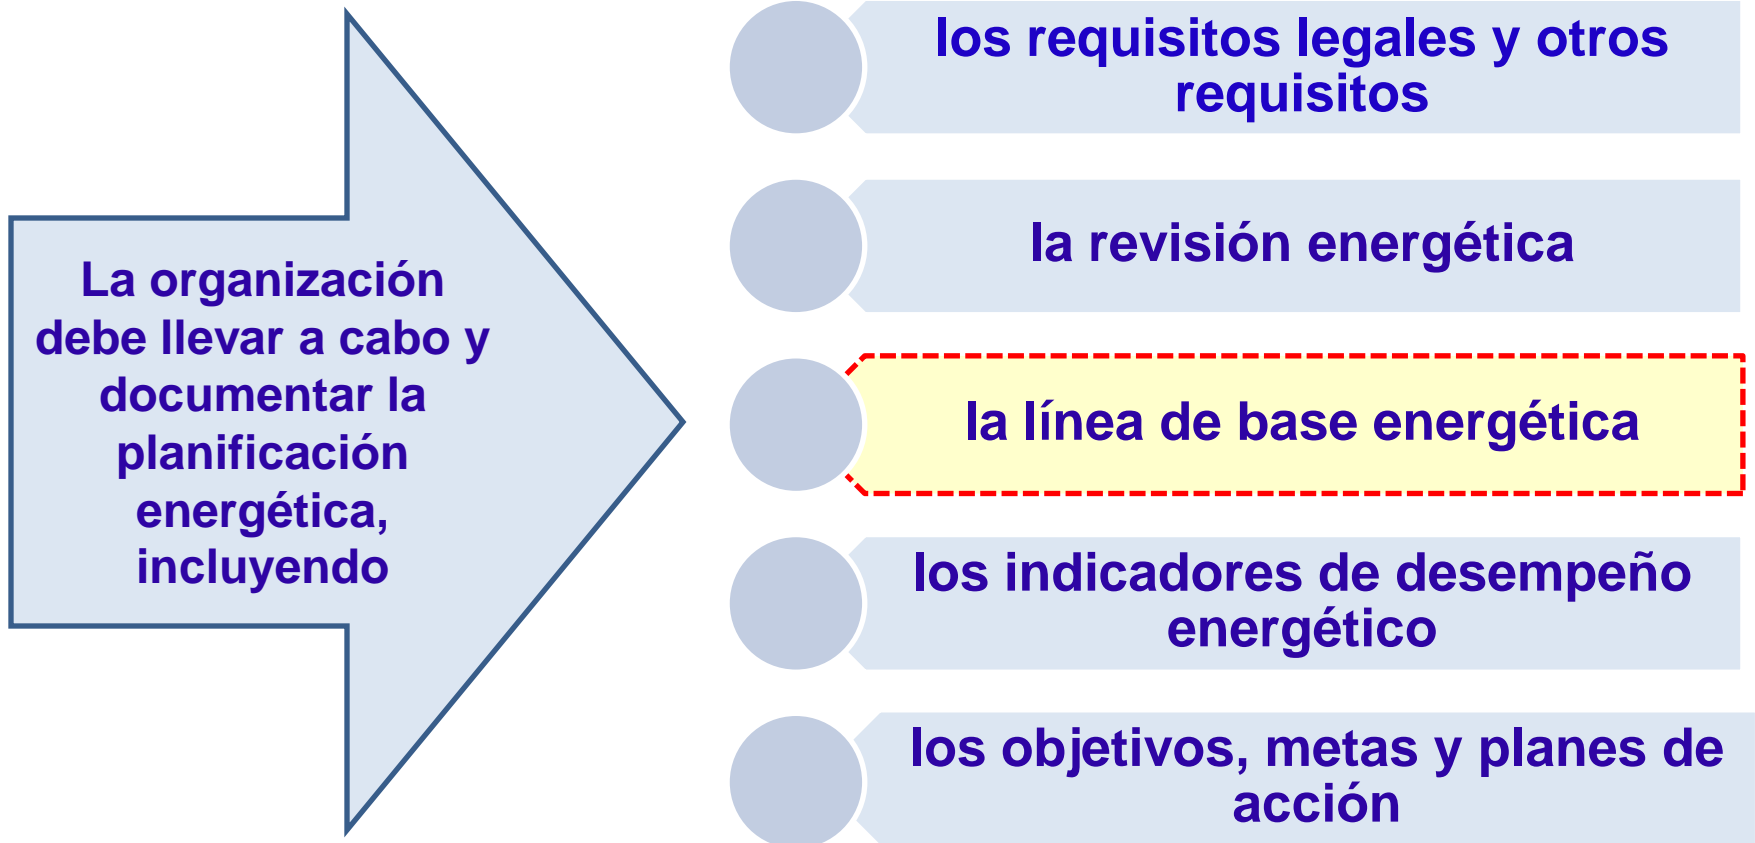 La organización
debe llevar a cabo y
documentar la
planificación
energética,
incluyendo
los requisitos legales y otros
requisitos
la revisión energética
la línea de base energética
los indicadores de desempeño
energético
los objetivos, metas y planes de
acción